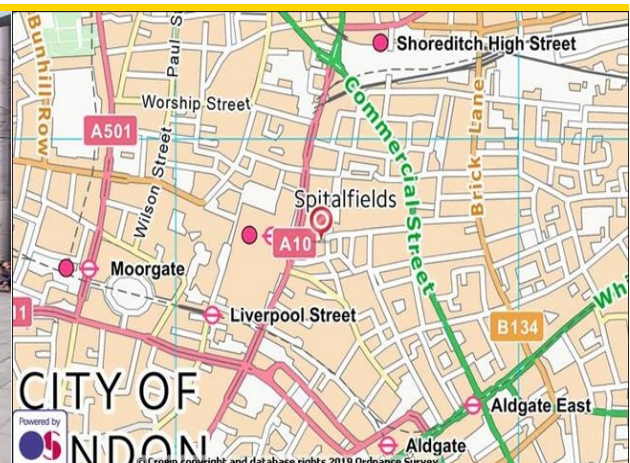 Bunhill Row
Paul S
Shoreditch High Street
Worship Street
Commercial Street
Brick Lane
A501
Wilson Street
Spitalfields
A10
Moorgate
11
Liverpool Street
B134
Whi
CITY OF
NDON
Aldgate East
Aldgate
Powered by
OS
© Crown copyright and database rights 2019 Ordnance Survey